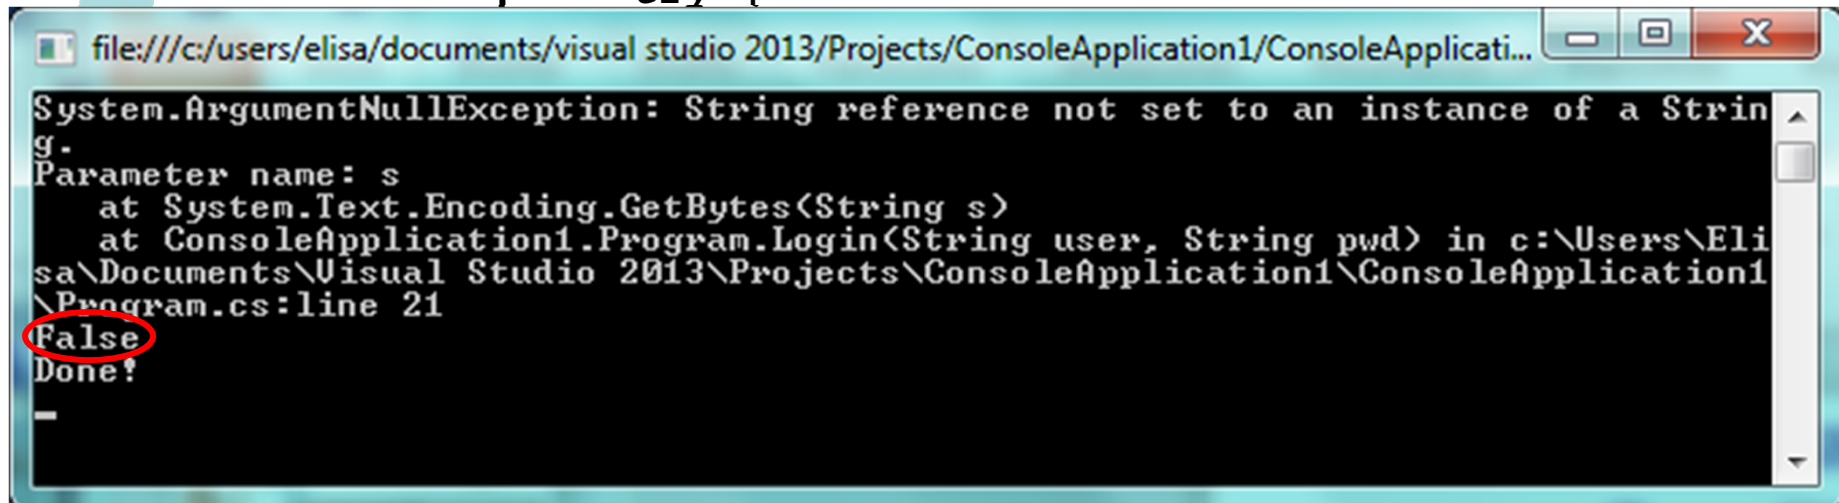 file:///c:/users/elisa/documents/visual studio 2013/Projects/ConsoleApplication1/ConsoleApplicati...
System.ArgumentNullException: String reference not set to an instance of a Strin
g.
Parameter name: s
   at System.Text.Encoding.GetBytes(String s)
   at ConsoleApplication1.Program.Login(String user, String pwd) in c:\Users\Eli
sa\Documents\Visual Studio 2013\Projects\ConsoleApplication1\ConsoleApplication1
\Program.cs:line 21
False
Done!